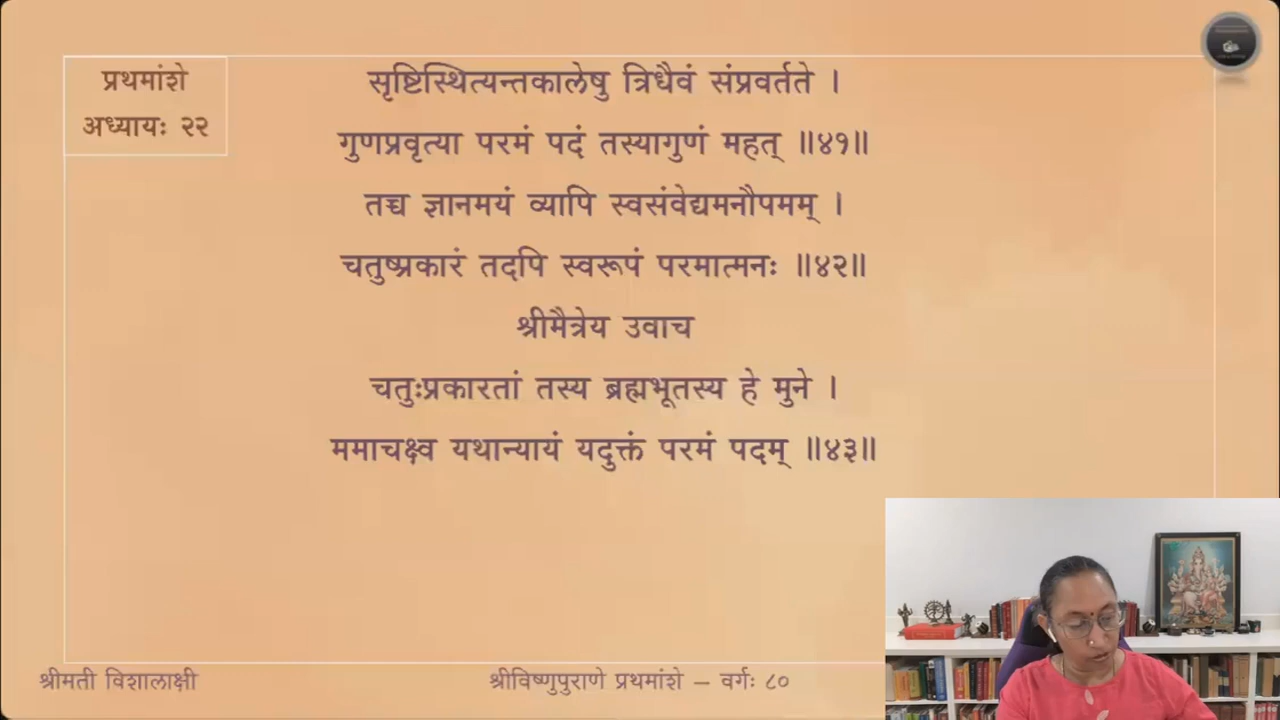 प्रथमांशे
अध्यायः २२
सृष्टिस्थित्यन्तकालेषु त्रिधैवं संप्रवर्तते ।
गुणप्रवृत्या परमं पदं तस्यागुणं महत् ॥४१॥
तच्च ज्ञानमयं व्यापि स्वसंवेद्यमनौपमम् ।
चतुष्प्रकारं तदपि स्वरूपं परमात्मनः ॥४२॥
श्रीमैत्रेय उवाच
चतुःप्रकारतां तस्य ब्रह्मभूतस्य हे मुने ।
ममाचक्ष्व यथान्यायं यदुक्तं परमं पदम् ॥४३॥
श्रीमती विशालाक्षी
श्रीविष्णुपुराणे प्रथमांशे – वर्गः ८०